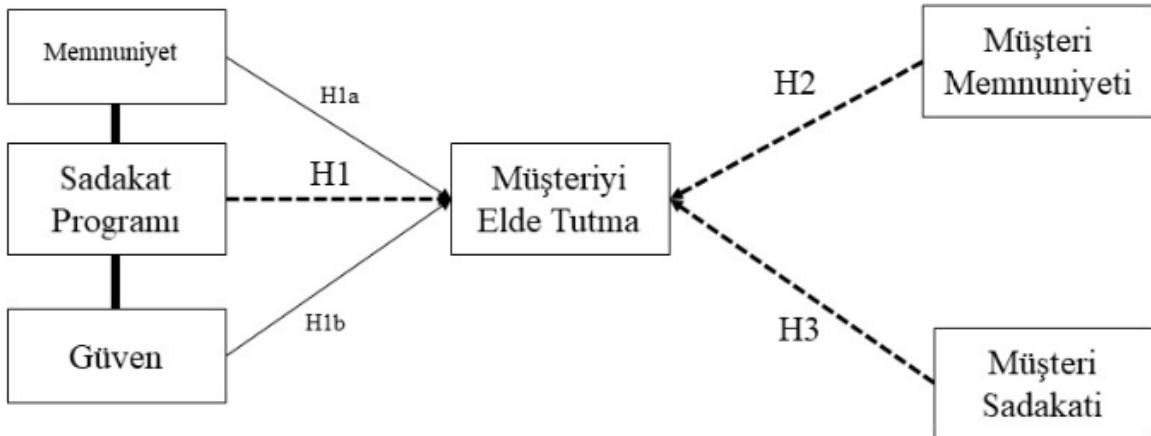 Memnuniyet
H1a
Sadakat
Programı
H1
Güven
H1b
Müşteriyi
Elde Tutma
H2
Müşteri
Memnuniyeti
H3
Müşteri
Sadakati